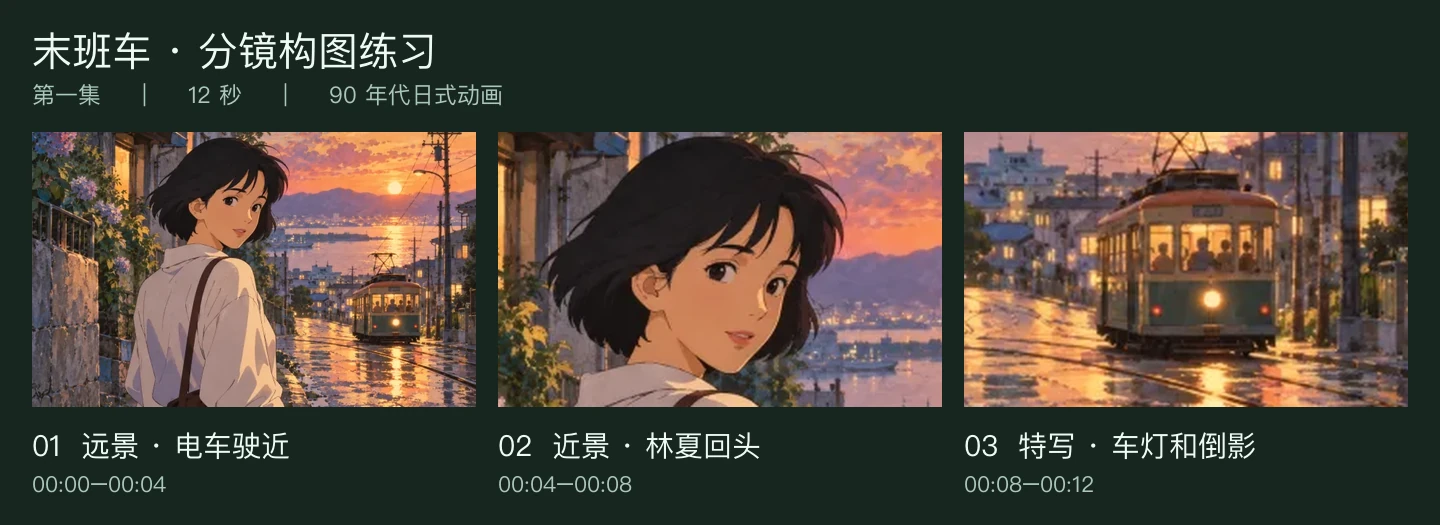 末班车 · 分镜构图练习
第一集 | 12 秒 | 90 年代日式动画
01 远景 · 电车驶近
00:00—00:04
02 近景 · 林夏回头
00:04—00:08
03 特写 · 车灯和倒影
00:08—00:12